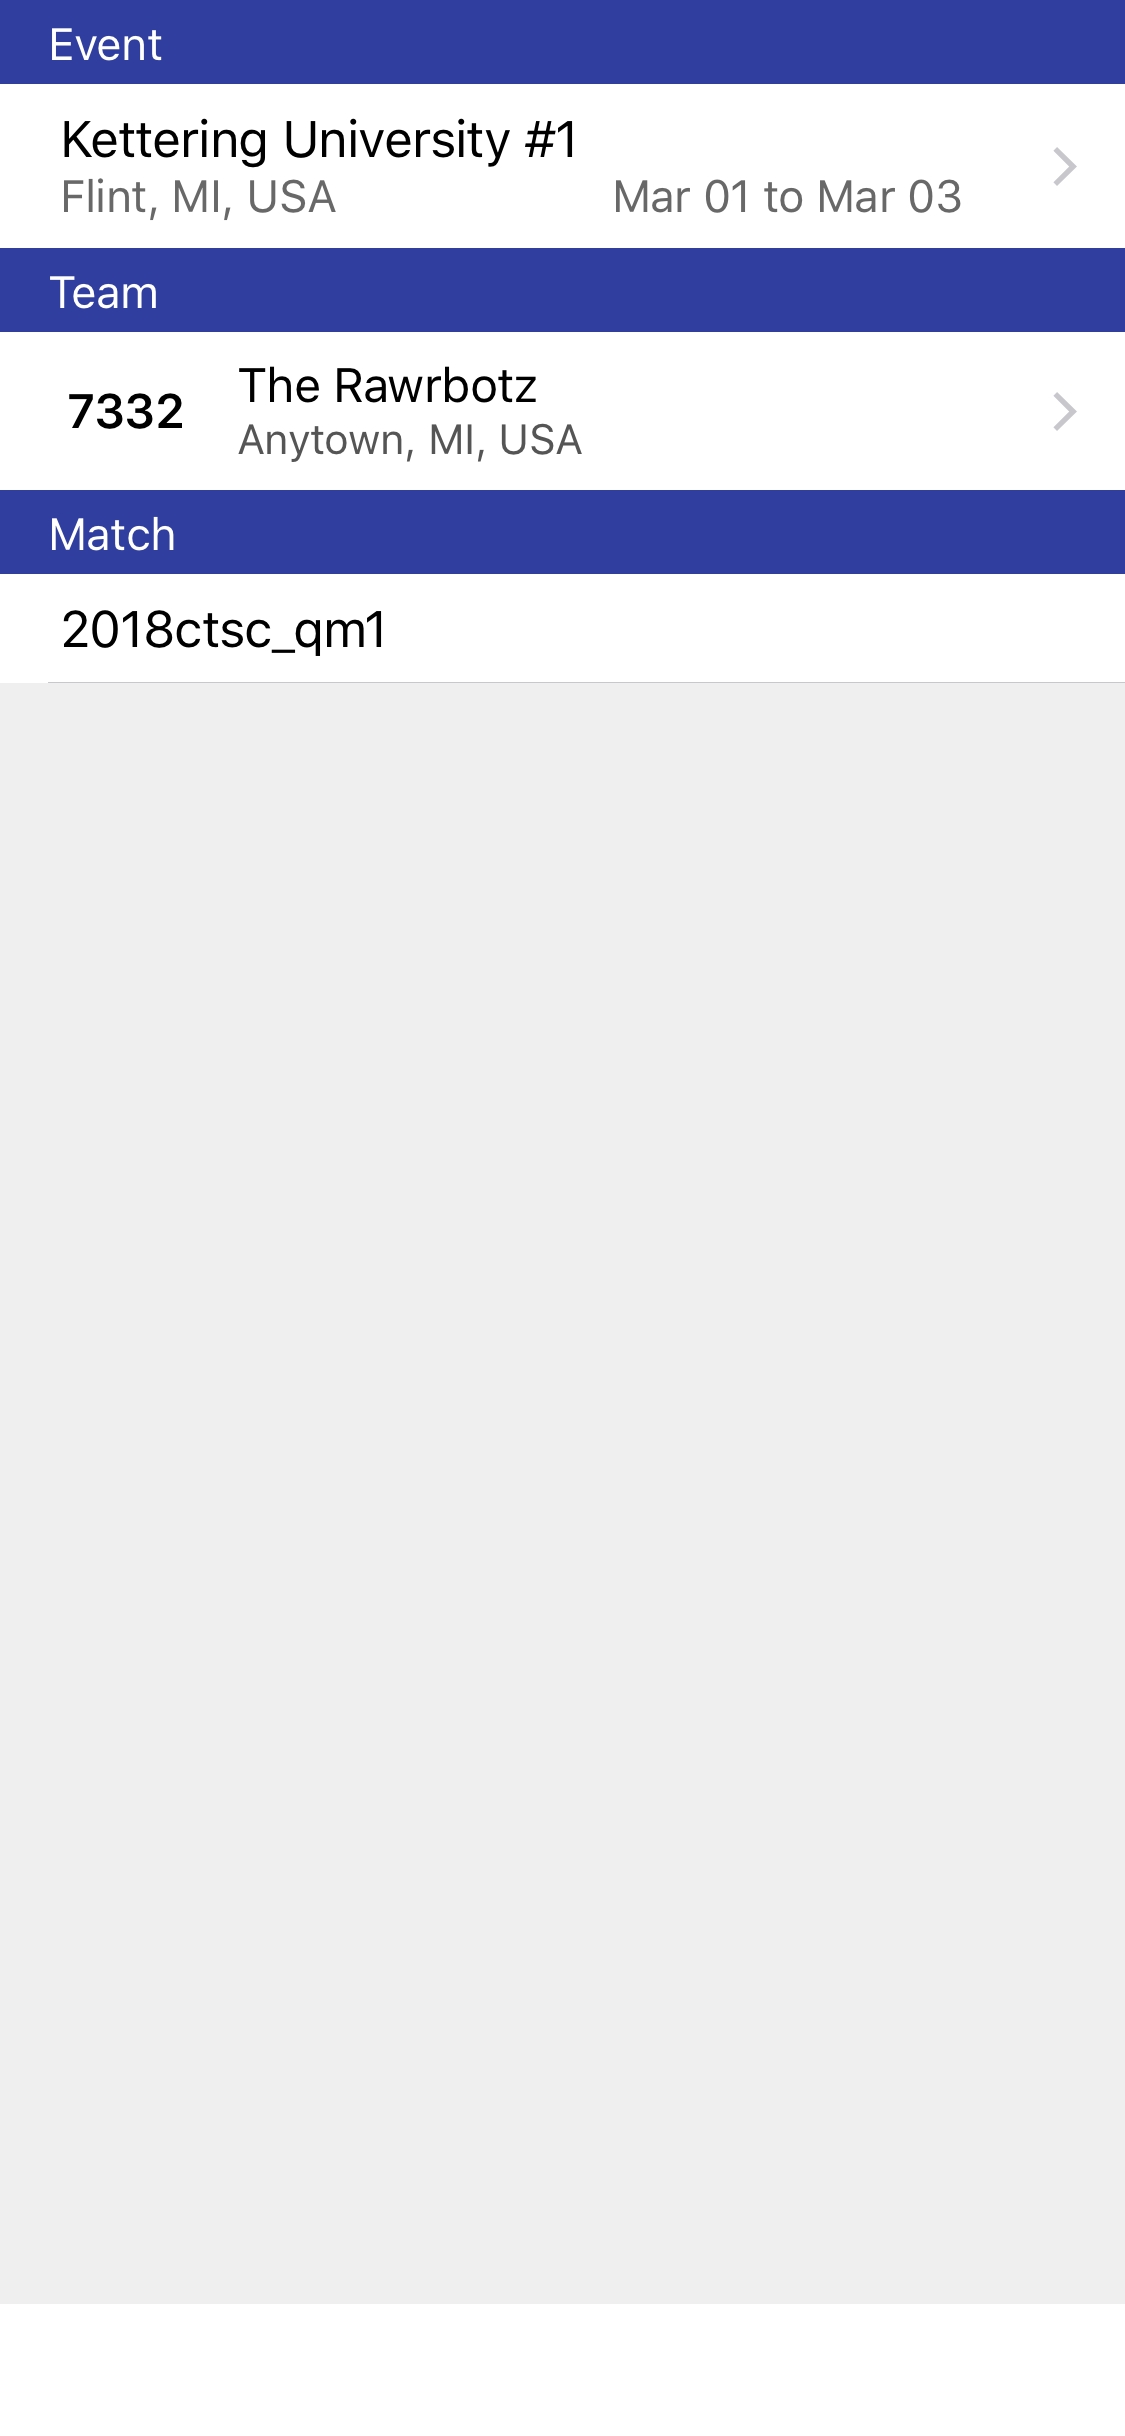 Event
Kettering University #1
Flint, MI, USA Mar 01 to Mar 03
Team
7332
The Rawrbotz
Anytown, MI, USA
Match
2018ctsc_qm1